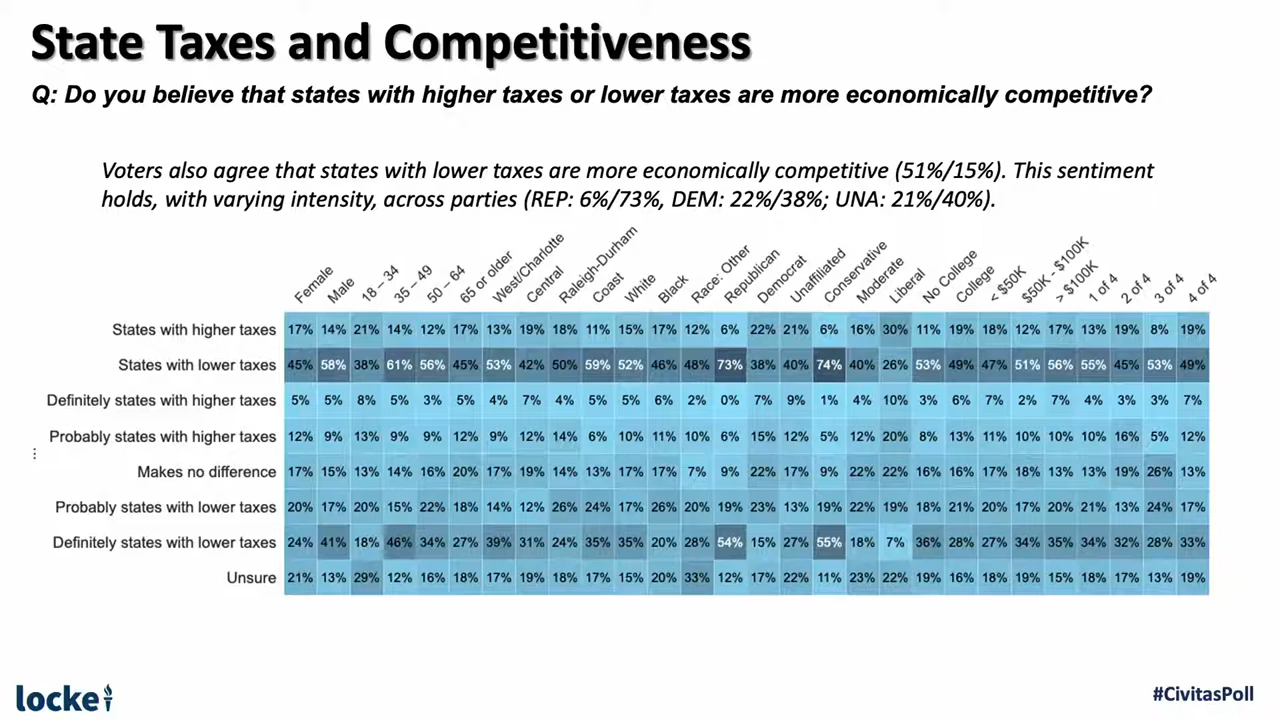 State Taxes and Competitiveness
Q: Do you believe that states with higher taxes or lower taxes are more economically competitive?
Voters also agree that states with lower taxes are more economically competitive (51%/15%). This sentiment
holds, with varying intensity, across parties (REP: 6%/73%, DEM: 22%/38%; UNA: 21%/40%).
Female Male 18 – 34 35 – 49 50 – 64 65 or older West/Charlotte Central Raleigh-Durham Coast White Black Race: Other Republican Democrat Unaffiliated Conservative Moderate Liberal No College College < $50K $50K - $100K > $100K 1 of 4 2 of 4 3 of 4 4 of 4
States with higher taxes 17% 14% 21% 14% 12% 17% 13% 19% 18% 11% 15% 17% 12% 6% 22% 21% 6% 16% 30% 11% 19% 18% 12% 17% 13% 19% 8% 19%
States with lower taxes 45% 58% 38% 61% 56% 45% 53% 42% 50% 59% 52% 46% 48% 73% 38% 40% 74% 40% 26% 53% 49% 47% 51% 56% 55% 45% 53% 49%
Definitely states with higher taxes 5% 5% 8% 5% 3% 5% 4% 7% 4% 5% 5% 6% 2% 0% 7% 9% 1% 4% 10% 3% 6% 7% 2% 7% 4% 3% 3% 7%
Probably states with higher taxes 12% 9% 13% 9% 9% 12% 9% 12% 14% 6% 10% 11% 10% 6% 15% 12% 5% 12% 20% 8% 13% 11% 10% 10% 10% 16% 5% 12%
Makes no difference 17% 15% 13% 14% 16% 20% 17% 19% 14% 13% 17% 17% 7% 9% 22% 17% 9% 22% 22% 16% 16% 17% 18% 13% 13% 19% 26% 13%
Probably states with lower taxes 20% 17% 20% 15% 22% 18% 14% 12% 26% 24% 17% 26% 20% 19% 23% 13% 19% 22% 19% 18% 21% 20% 17% 20% 21% 13% 24% 17%
Definitely states with lower taxes 24% 41% 18% 46% 34% 27% 39% 31% 24% 35% 35% 20% 28% 54% 15% 27% 55% 18% 7% 36% 28% 27% 34% 35% 34% 32% 28% 33%
Unsure 21% 13% 29% 12% 16% 18% 17% 19% 18% 17% 15% 20% 33% 12% 17% 22% 11% 23% 22% 19% 16% 18% 19% 15% 18% 17% 13% 19%
locke
#CivitasPoll